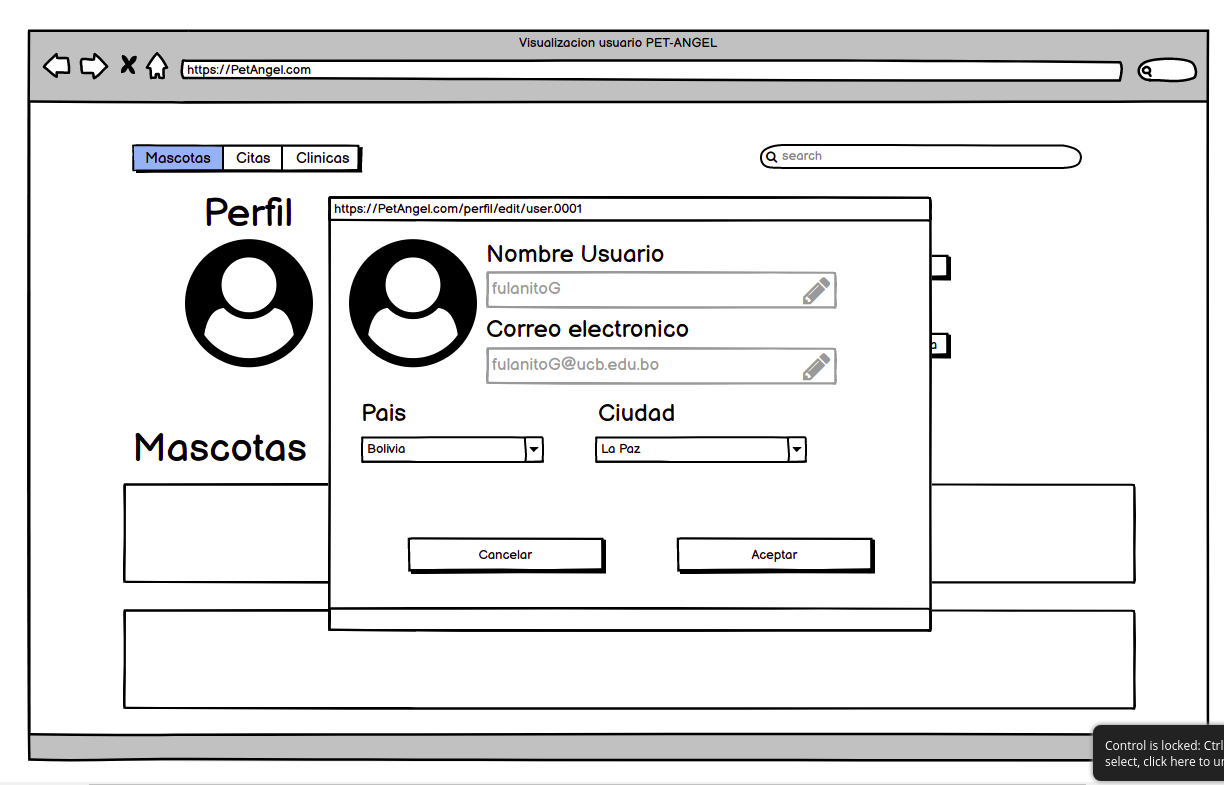 Visualizacion usuario PET-ANGEL
https://PetAngel.com
Mascotas Citas Clinicas
search
Perfil
https://PetAngel.com/perfil/edit/user.0001
Nombre Usuario
fulanitoG
Correo electronico
fulanitoG@ucb.edu.bo
a
Pais Ciudad
Bolivia La Paz
Mascotas
Cancelar Aceptar
Control is locked: Ctrl
select, click here to